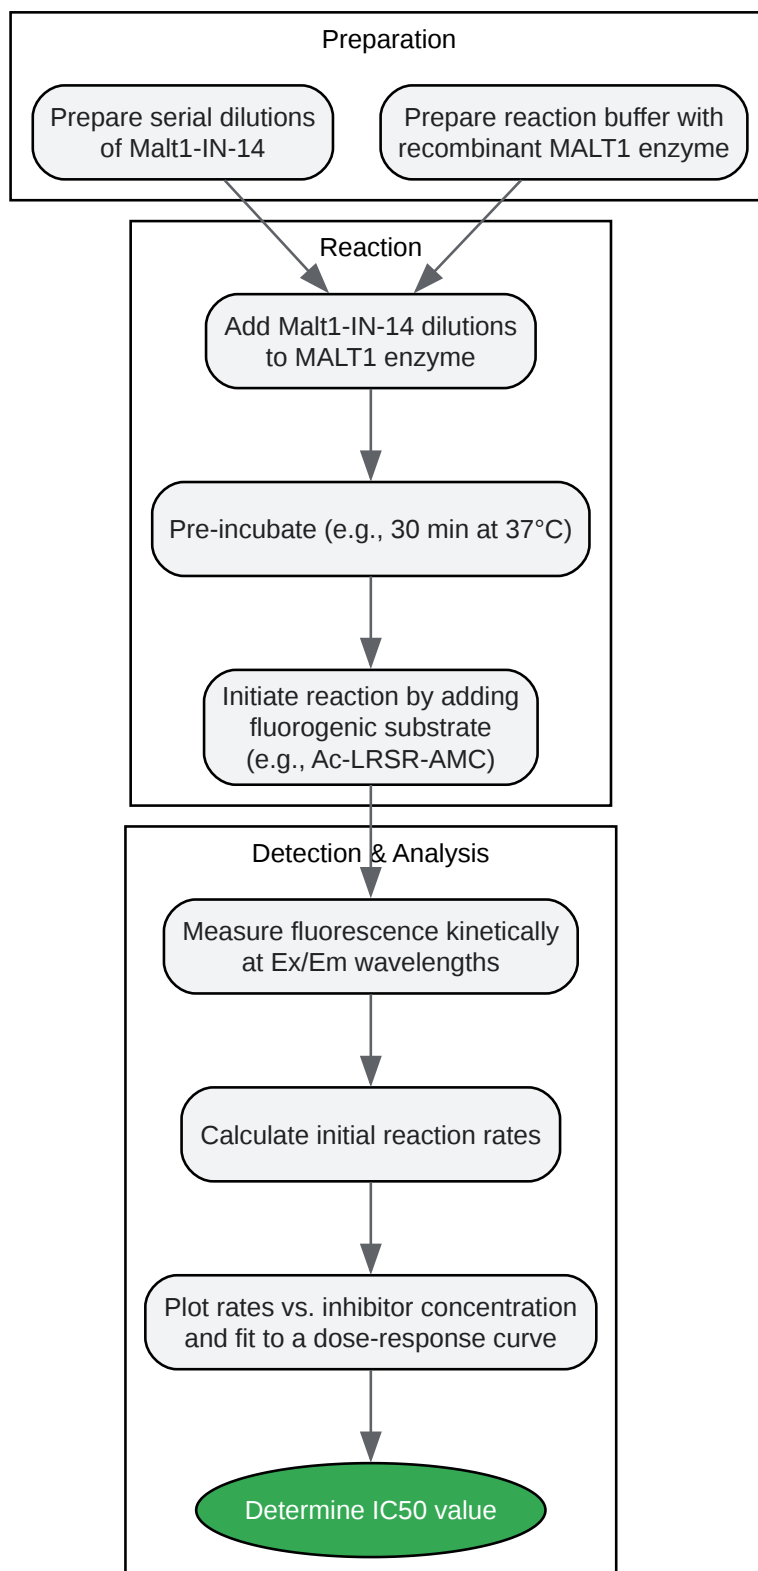 Preparation
Prepare serial dilutions
of Malt1-IN-14
Prepare reaction buffer with
recombinant MALT1 enzyme
Reaction
Add Malt1-IN-14 dilutions
to MALT1 enzyme
Pre-incubate (e.g., 30 min at 37°C)
Initiate reaction by adding
fluorogenic substrate
(e.g., Ac-LRSR-AMC)
Detection & Analysis
Measure fluorescence kinetically
at Ex/Em wavelengths
Calculate initial reaction rates
Plot rates vs. inhibitor concentration
and fit to a dose-response curve
Determine IC50 value